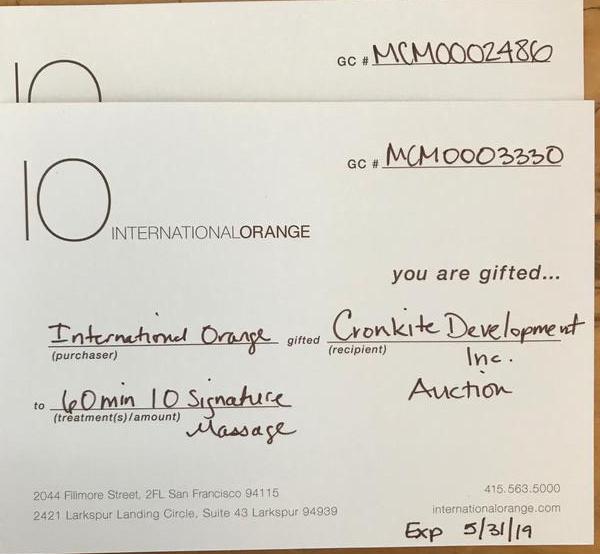 GC # MCM0002486
IO
GC # MCM0003330
IO INTERNATIONALORANGE
you are gifted...
International Orange gifted Cronkite Development
(purchaser) (recipient) Inc.
to 60min IO Signature Auction
(treatment(s)/amount) Massage
2044 Fillmore Street, 2FL San Francisco 94115 415.563.5000
2421 Larkspur Landing Circle, Suite 43 Larkspur 94939 internationalorange.com
Exp 5/31/19